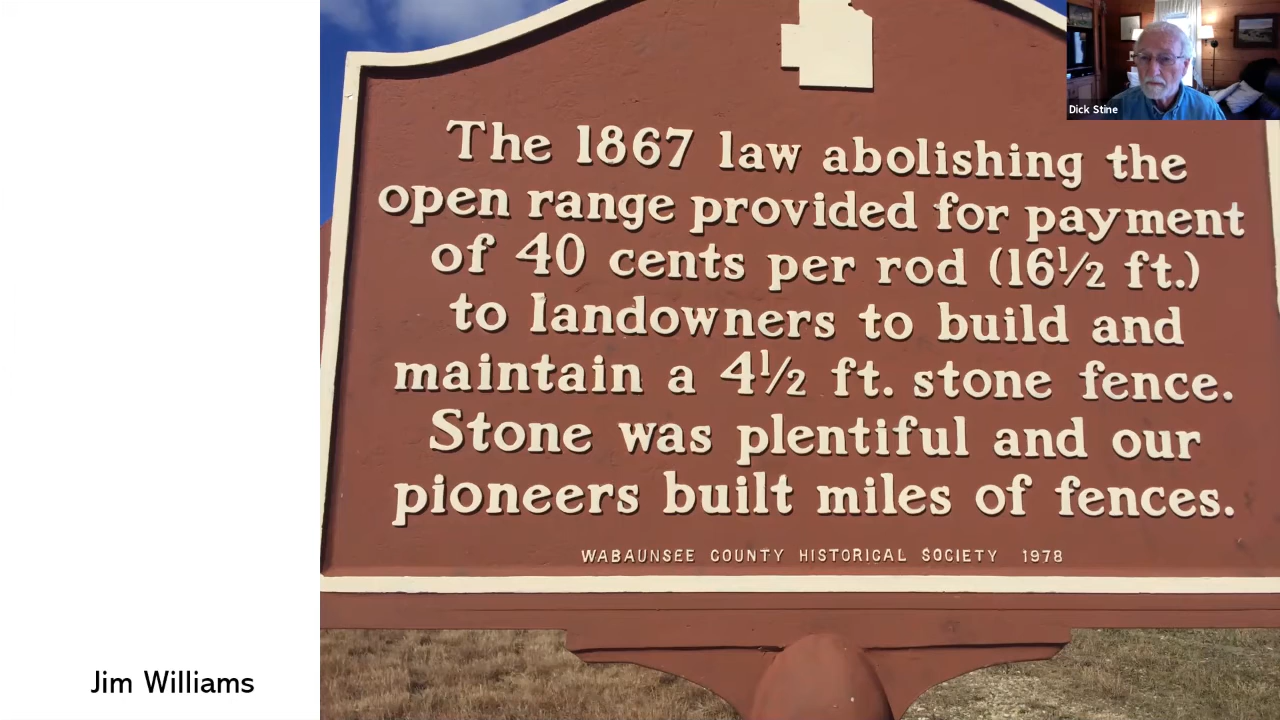 Dick Stine
The 1867 law abolishing the
open range provided for payment
of 40 cents per rod (16½ ft.)
to landowners to build and
maintain a 4½ ft. stone fence.
Stone was plentiful and our
pioneers built miles of fences.
WABAUNSEE COUNTY HISTORICAL SOCIETY 1978
Jim Williams